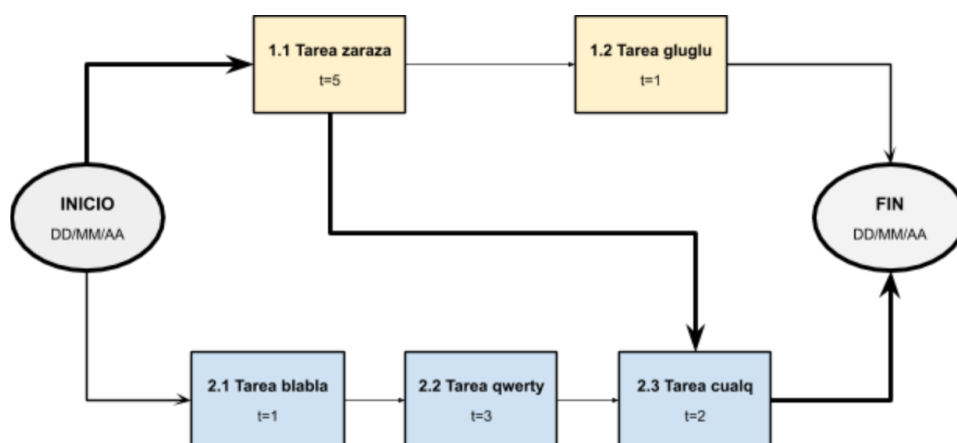 1.1 Tarea zaraza
t=5
1.2 Tarea gluglu
t=1
INICIO
DD/MM/AA
FIN
DD/MM/AA
2.1 Tarea blabla
t=1
2.2 Tarea qwerty
t=3
2.3 Tarea cualq
t=2